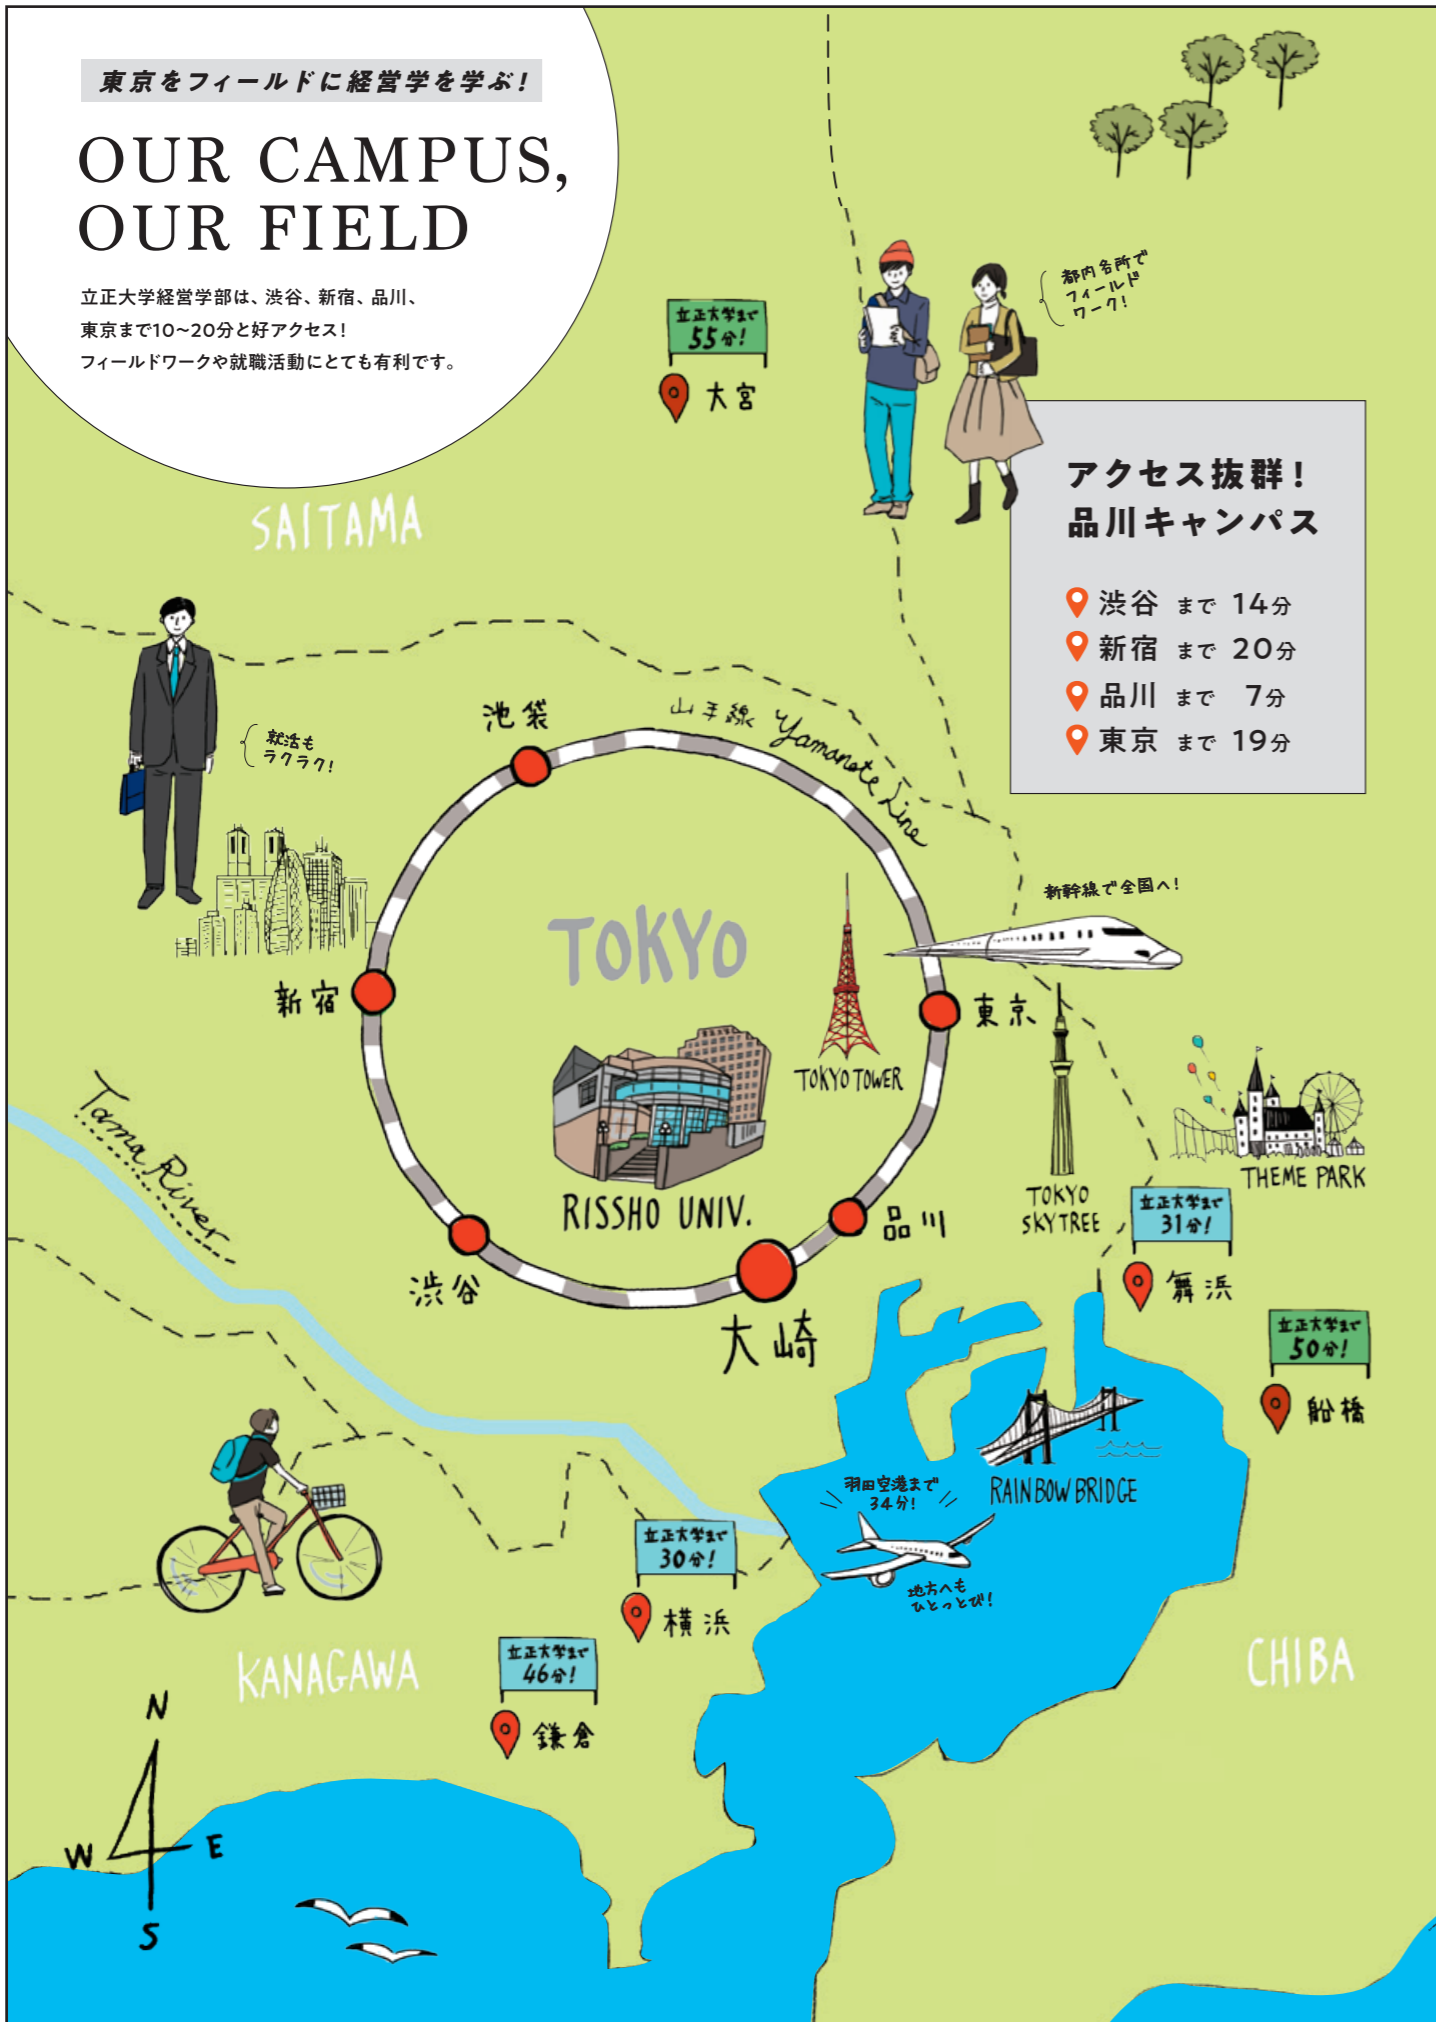 東京をフィールドに経営学を学ぶ!
OUR CAMPUS,
OUR FIELD
立正大学経営学部は、渋谷、新宿、品川、
東京まで10~20分と好アクセス!
フィールドワークや就職活動にとても有利です。
都内各所で
フィールド
ワーク!
立正大学まで
55分!
大宮
アクセス抜群!
品川キャンパス
渋谷 まで 14分
新宿 まで 20分
品川 まで 7分
東京 まで 19分
SAITAMA
就活も
ラクラク!
池袋
山手線 Yamanote Line
新幹線で全国へ!
TOKYO
新宿
東京
TOKYO TOWER
TOKYO
SKYTREE
THEME PARK
Tama River
RISSHO UNIV.
品川
渋谷
大崎
立正大学まで
31分!
舞浜
立正大学まで
50分!
船橋
羽田空港まで
34分!
RAINBOW BRIDGE
地方へも
ひとっとび!
立正大学まで
30分!
横浜
立正大学まで
46分!
鎌倉
KANAGAWA
CHIBA
N
W
E
S